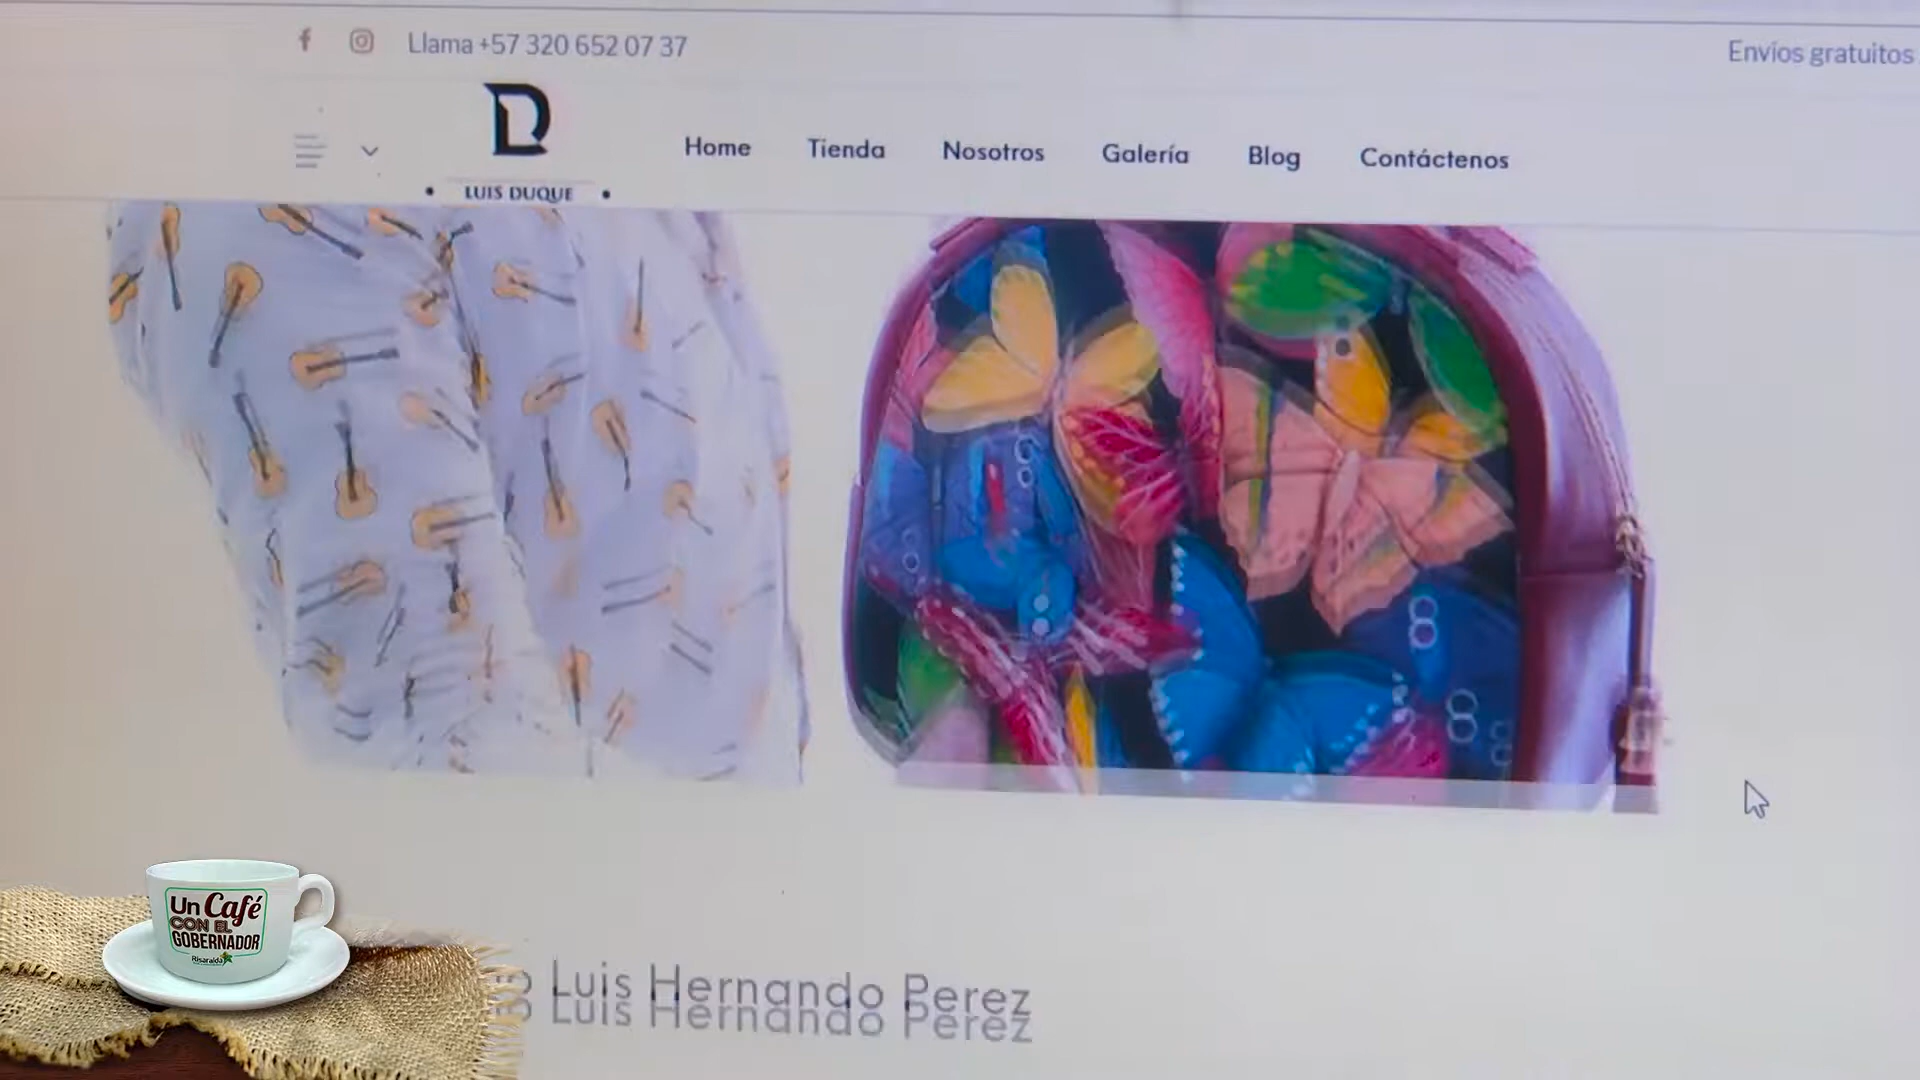 Llama +57 320 652 07 37
Envíos gratuitos
LUIS DUQUE
Home Tienda Nosotros Galería Blog Contáctenos
Un Café
CON EL
GOBERNADOR
Risaralda
Luis Hernando Perez